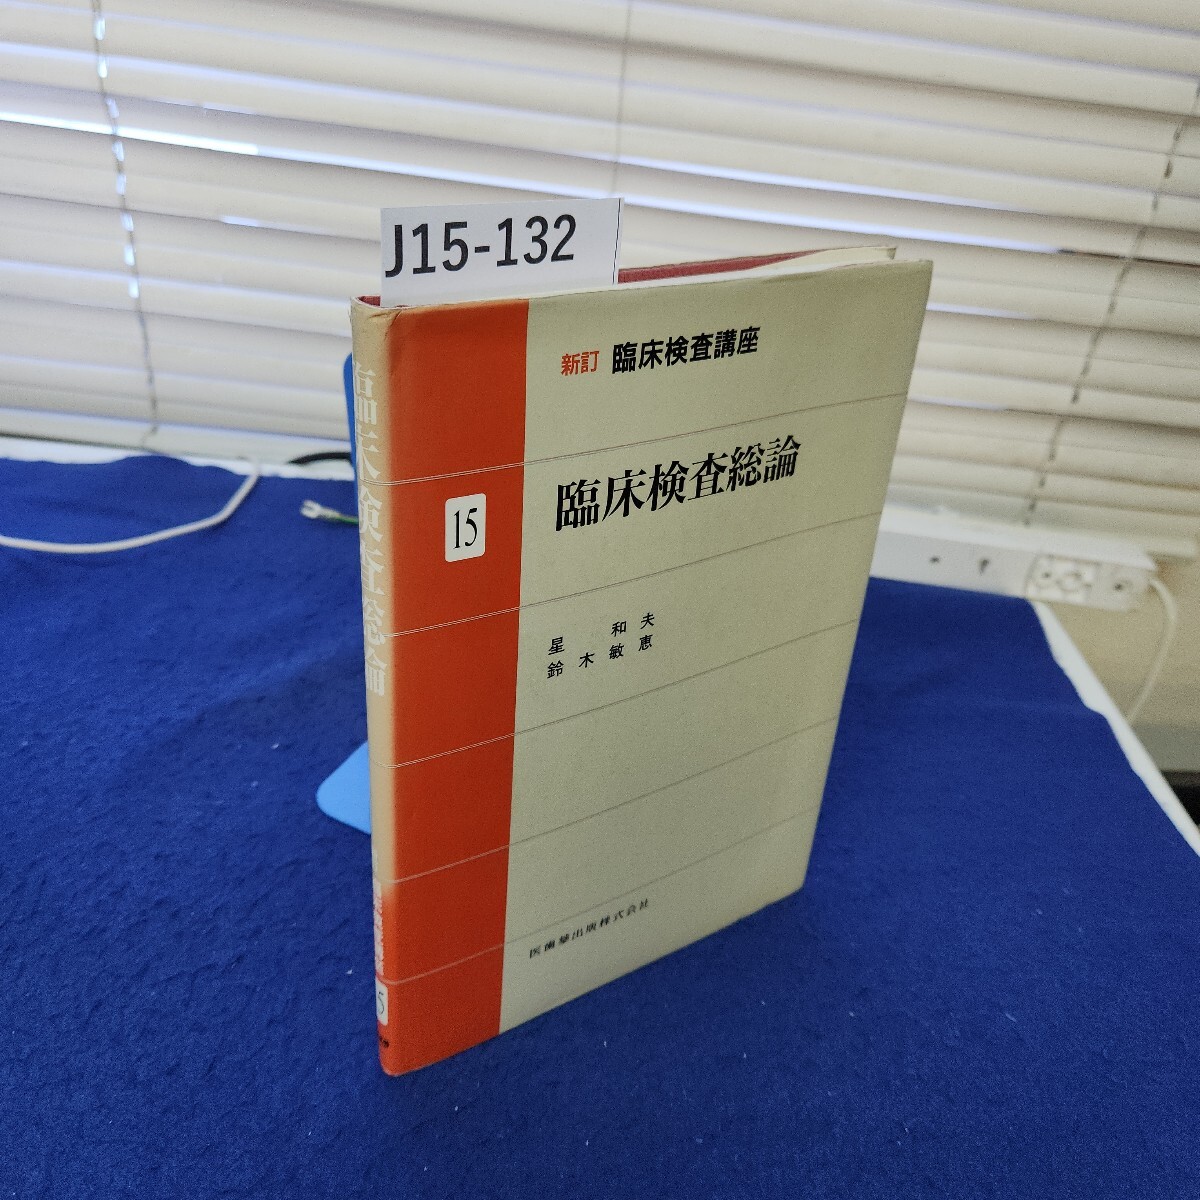 J15-132
新訂 臨床検査講座
臨床検査総論
15
星 和夫
鈴木敏恵
医歯薬出版株式会社
臨床検査総論